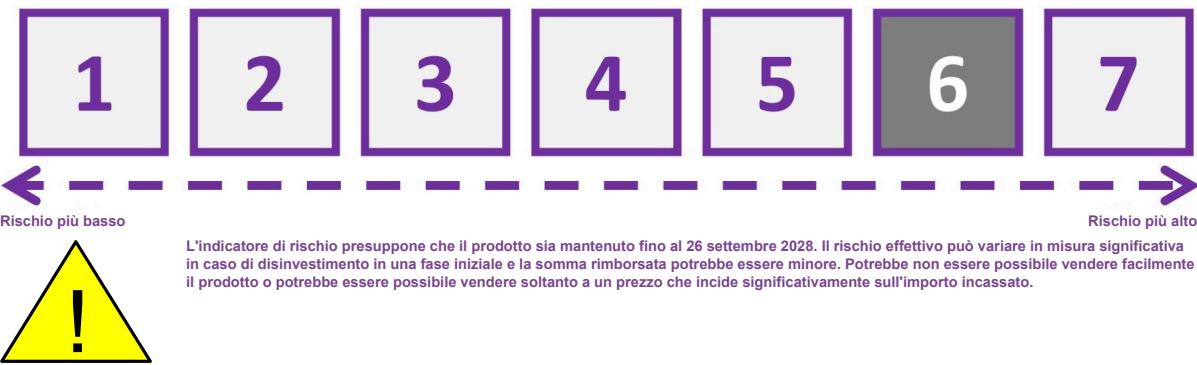 1 2 3 4 5 6 7
Rischio più basso Rischio più alto
L'indicatore di rischio presuppone che il prodotto sia mantenuto fino al 26 settembre 2028. Il rischio effettivo può variare in misura significativa
in caso di disinvestimento in una fase iniziale e la somma rimborsata potrebbe essere minore. Potrebbe non essere possibile vendere facilmente
il prodotto o potrebbe essere possibile vendere soltanto a un prezzo che incide significativamente sull'importo incassato.
!